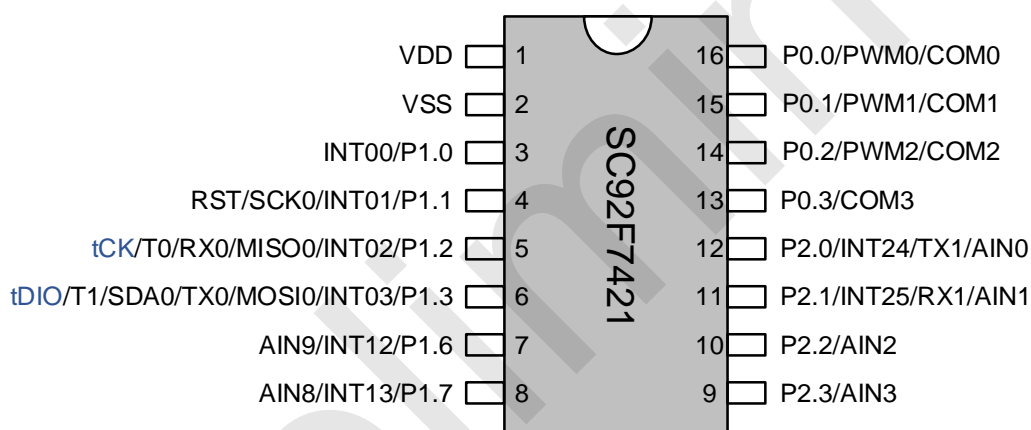 VDD 1 16 P0.0/PWM0/COM0
VSS 2 15 P0.1/PWM1/COM1
INT00/P1.0 3 14 P0.2/PWM2/COM2
RST/SCK0/INT01/P1.1 4 13 P0.3/COM3
tCK/T0/RX0/MISO0/INT02/P1.2 5 12 P2.0/INT24/TX1/AIN0
tDIO/T1/SDA0/TX0/MOSI0/INT03/P1.3 6 11 P2.1/INT25/RX1/AIN1
AIN9/INT12/P1.6 7 10 P2.2/AIN2
AIN8/INT13/P1.7 8 9 P2.3/AIN3
SC92F7421